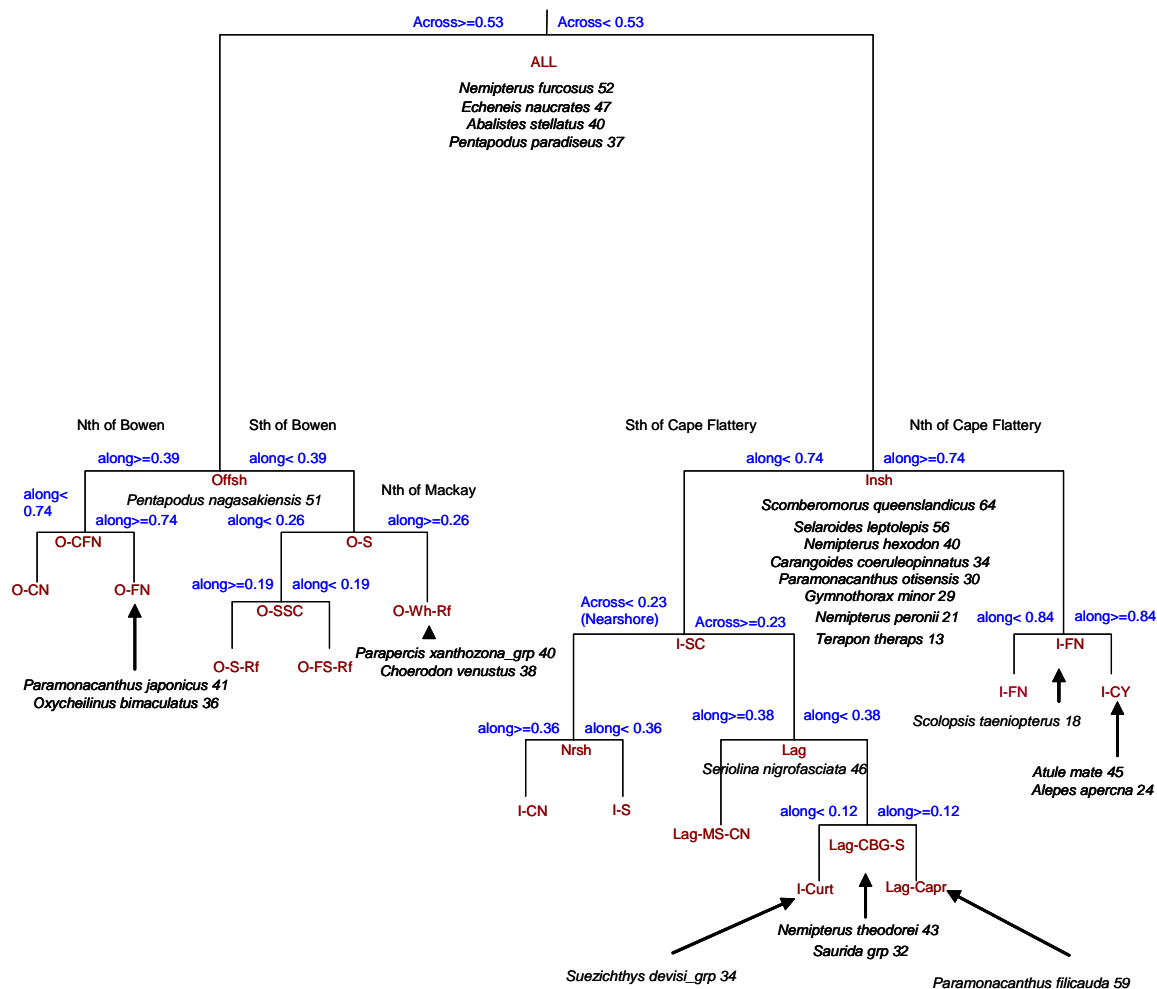 Across>=0.53
Across< 0.53
ALL
Nemipterus furcosus 52
Echeneis naucrates 47
Abalistes stellatus 40
Pentapodus paradiseus 37
Nth of Bowen
Sth of Bowen
Sth of Cape Flattery
Nth of Cape Flattery
along>=0.39
along< 0.39
along< 0.74
along>=0.74
Offsh
Insh
Pentapodus nagasakiensis 51
Nth of Mackay
along<
0.74
along>=0.74
along< 0.26
along>=0.26
O-CFN
O-S
Scomberomorus queenslandicus 64
Selaroides leptolepis 56
Nemipterus hexodon 40
Carangoides coeruleopinnatus 34
Paramonacanthus otisensis 30
Gymnothorax minor 29
Nemipterus peronii 21
Terapon theraps 13
O-CN
O-FN
along>=0.19
along< 0.19
O-SSC
O-Wh-Rf
Across< 0.23
(Nearshore)
Across>=0.23
along< 0.84
along>=0.84
I-SC
I-FN
Parapercis xanthozona_grp 40
Choerodon venustus 38
O-S-Rf
O-FS-Rf
Paramonacanthus japonicus 41
Oxycheilinus bimaculatus 36
I-FN
I-CY
Scolopsis taeniopterus 18
along>=0.36
along< 0.36
along>=0.38
along< 0.38
Nrsh
Lag
Seriolina nigrofasciata 46
Atule mate 45
Alepes apercna 24
I-CN
I-S
Lag-MS-CN
along< 0.12
along>=0.12
Lag-CBG-S
I-Curt
Lag-Capr
Nemipterus theodorei 43
Saurida grp 32
Suezichthys devisi_grp 34
Paramonacanthus filicauda 59